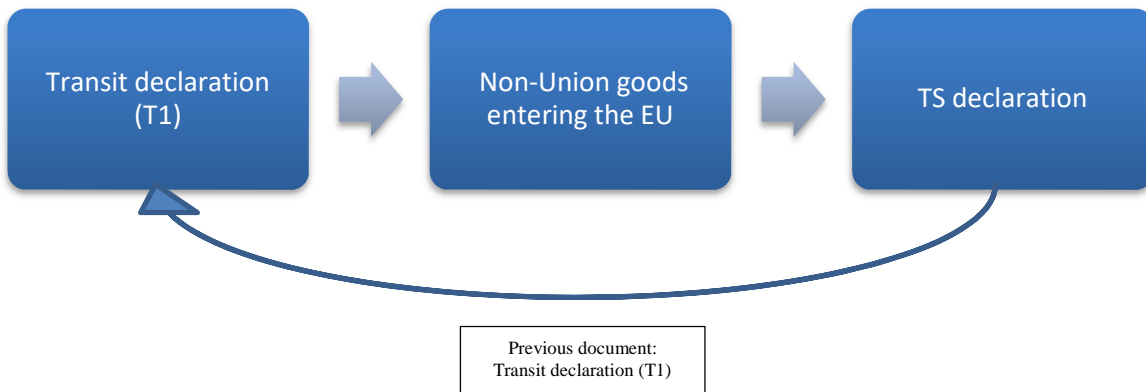 Transit declaration
(T1)
Non-Union goods
entering the EU
TS declaration
Previous document:
Transit declaration (T1)